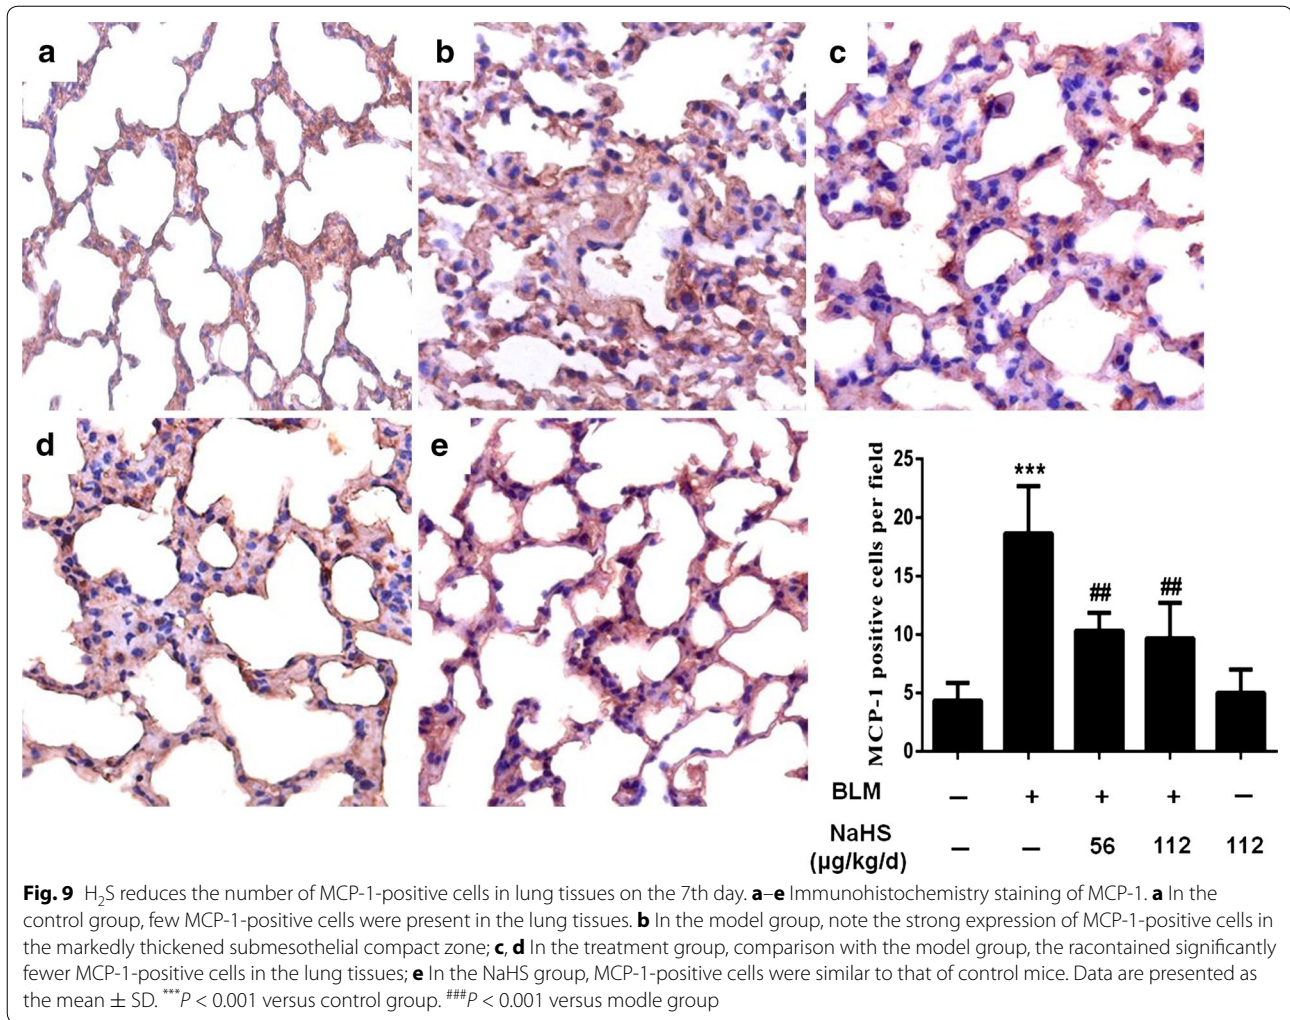 a
b
c
d
e
MCP-1 positive cells per field
25
20
15
10
5
0
***
##
##
BLM − + + + −
NaHS − − 56 112 112
(µg/kg/d)
Fig. 9 H₂S reduces the number of MCP-1-positive cells in lung tissues on the 7th day. a–e Immunohistochemistry staining of MCP-1. a In the
control group, few MCP-1-positive cells were present in the lung tissues. b In the model group, note the strong expression of MCP-1-positive cells in
the markedly thickened submesothelial compact zone; c, d In the treatment group, comparison with the model group, the racontained significantly
fewer MCP-1-positive cells in the lung tissues; e In the NaHS group, MCP-1-positive cells were similar to that of control mice. Data are presented as
the mean ± SD. ***P < 0.001 versus control group. ###P < 0.001 versus modle group